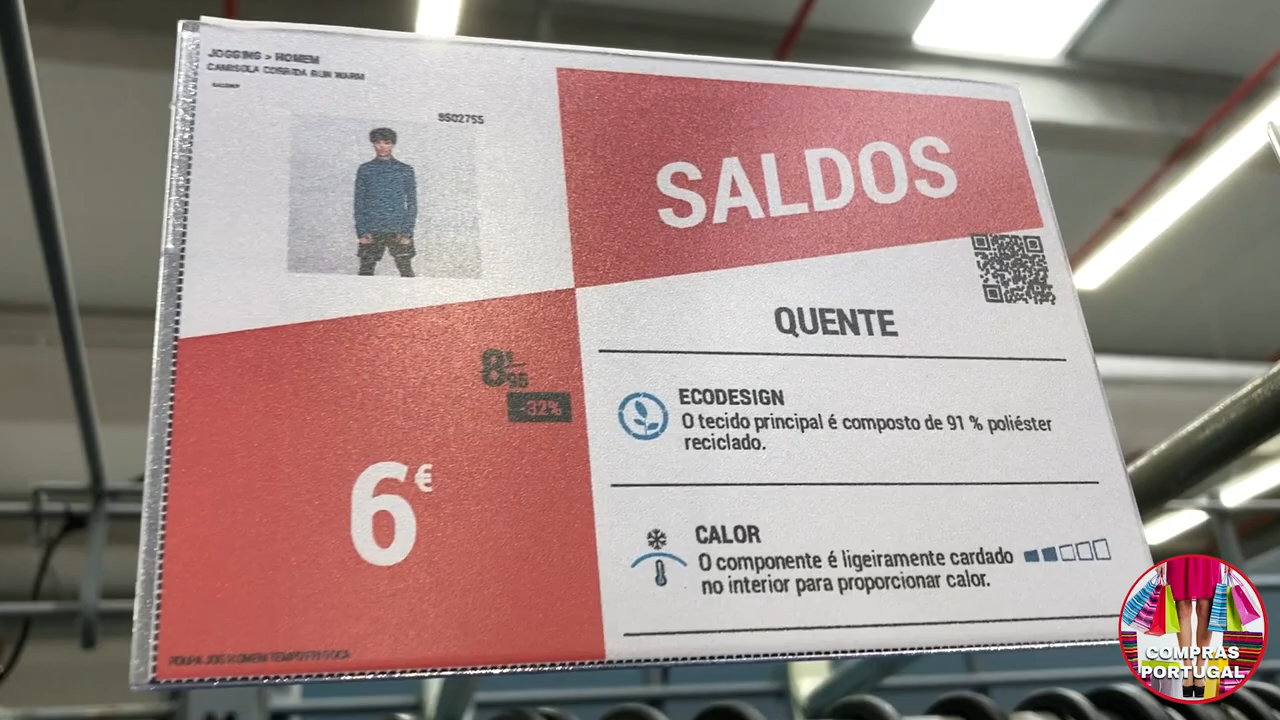 JOGGING > HOMEM
CAMISOLA CORRIDA RUN WARM
8502755
SALDOS
QUENTE
8€
95
-32%
6€
ECODESIGN
O tecido principal é composto de 91 % poliéster
reciclado.
CALOR
O componente é ligeiramente cardado
no interior para proporcionar calor.
COMPRAS
PORTUGAL